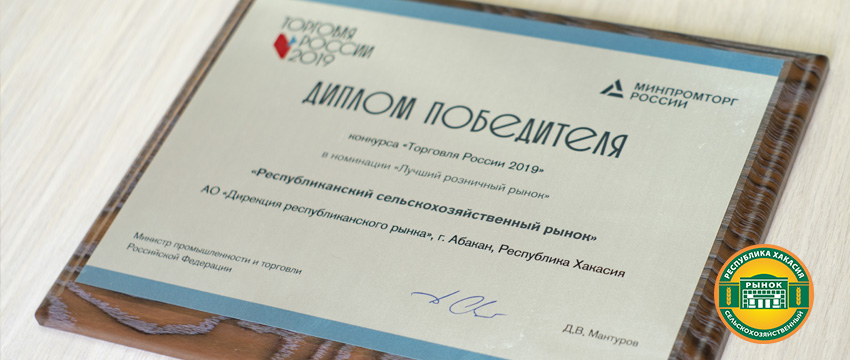 ТОРГОВЛЯ
РОССИИ
2019
МИНПРОМТОРГ
РОССИИ
ДИПЛОМ ПОБЕДИТЕЛЯ
конкурса «Торговля России 2019»
в номинации «Лучший розничный рынок»
«Республиканский сельскохозяйственный рынок»
АО «Дирекция республиканского рынка», г. Абакан, Республика Хакасия
Министр промышленности и торговли
Российской Федерации
Д.В. Мантуров
РЕСПУБЛИКА ХАКАСИЯ
РЫНОК
СЕЛЬСКОХОЗЯЙСТВЕННЫЙ